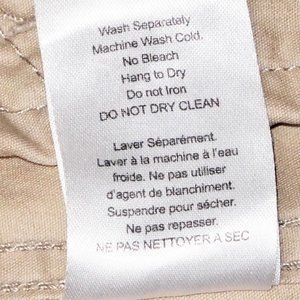 Wash Separately
Machine Wash Cold.
No Bleach
Hang to Dry
Do not Iron
DO NOT DRY CLEAN
Laver Séparément.
Laver à la machine à l'eau
froide. Ne pas utiliser
d'agent de blanchiment.
Suspendre pour sécher.
Ne pas repasser.
NE PAS NETTOYER A SEC